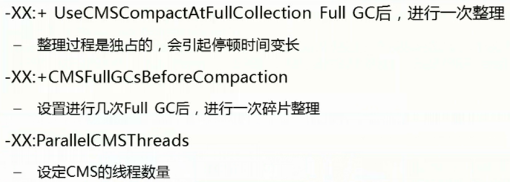 -XX:+ UseCMSCompactAtFullCollection Full GC后，进行一次整理
– 整理过程是独占的，会引起停顿时间变长
-XX:+CMSFullGCsBeforeCompaction
– 设置进行几次Full GC后，进行一次碎片整理
-XX:ParallelCMSThreads
– 设定CMS的线程数量